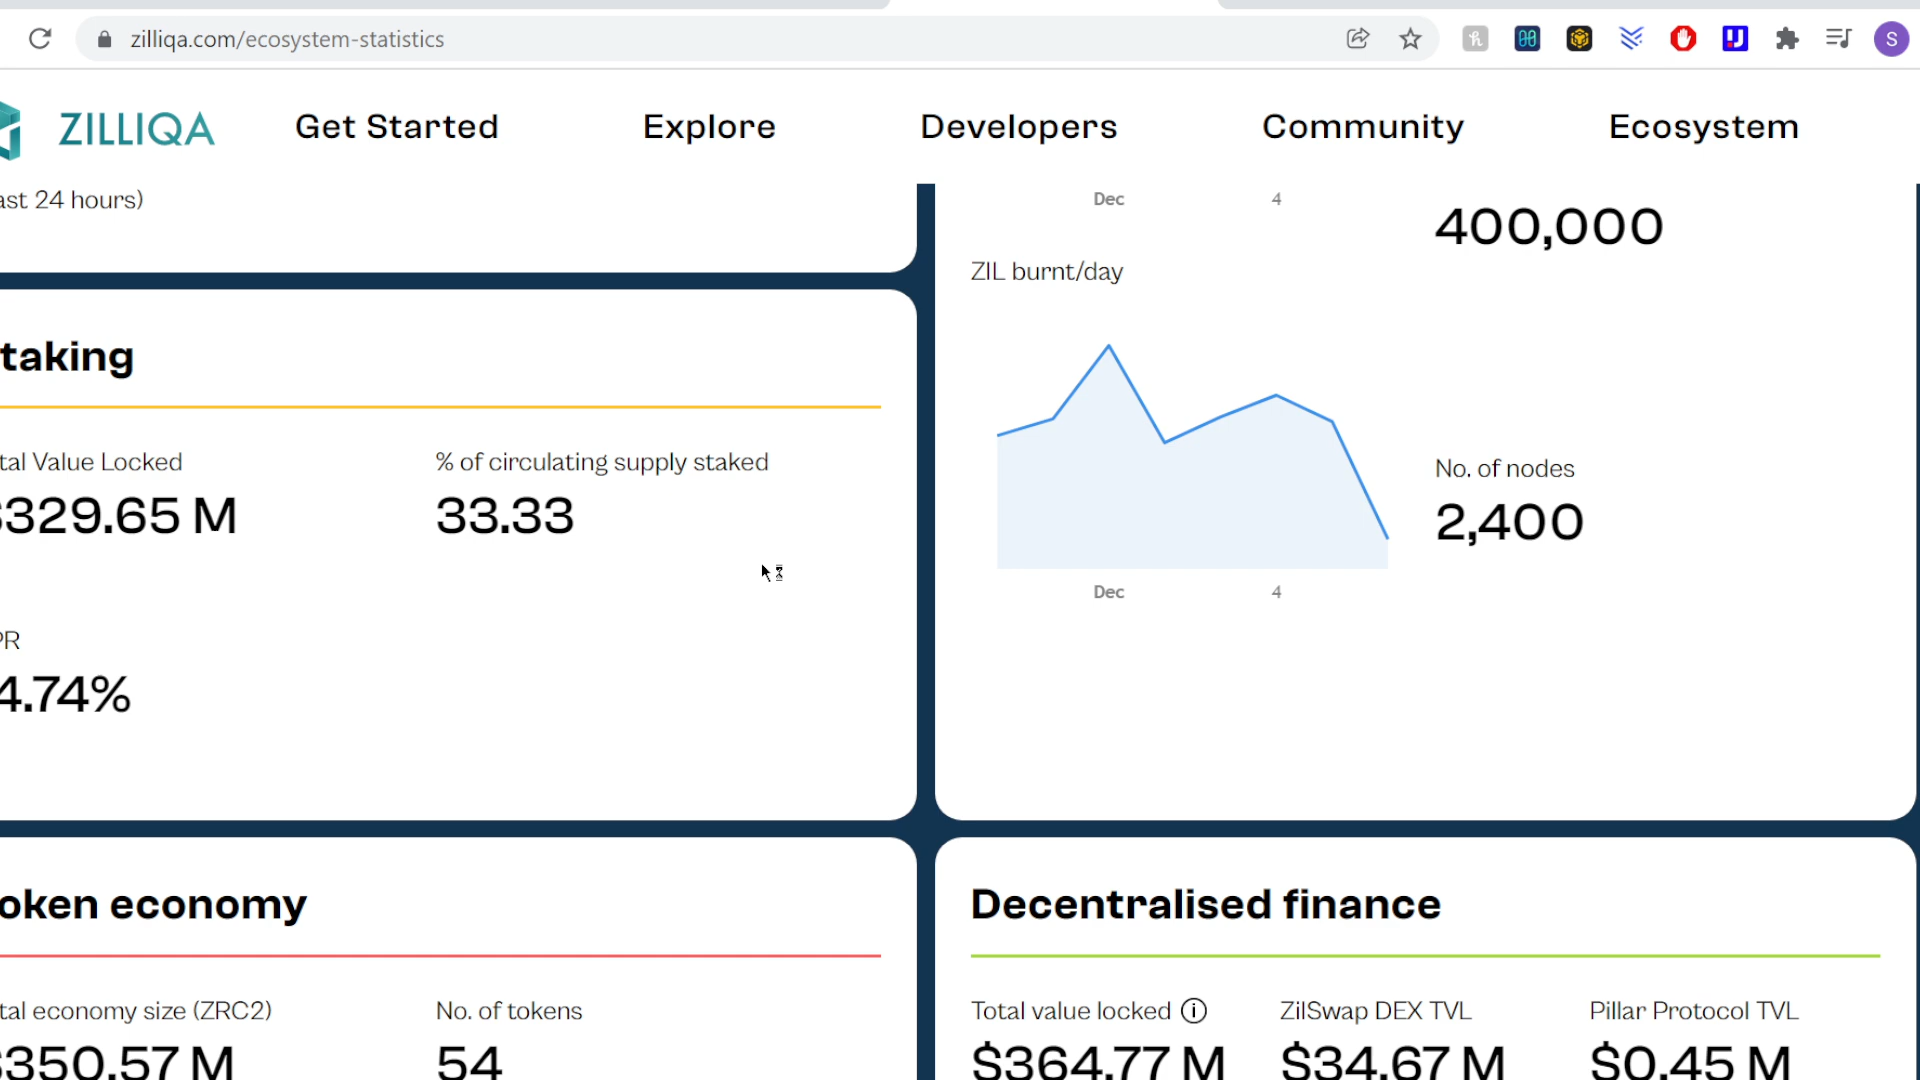 zilliqa.com/ecosystem-statistics
S
ZILLIQA
Get Started
Explore
Developers
Community
Ecosystem
ast 24 hours)
taking
tal Value Locked
$329.65 M
% of circulating supply staked
33.33
PR
4.74%
Dec
4
400,000
ZIL burnt/day
Dec
4
No. of nodes
2,400
oken economy
tal economy size (ZRC2)
$350.57 M
No. of tokens
54
Decentralised finance
Total value locked
$364.77 M
ZilSwap DEX TVL
$34.67 M
Pillar Protocol TVL
$0.45 M